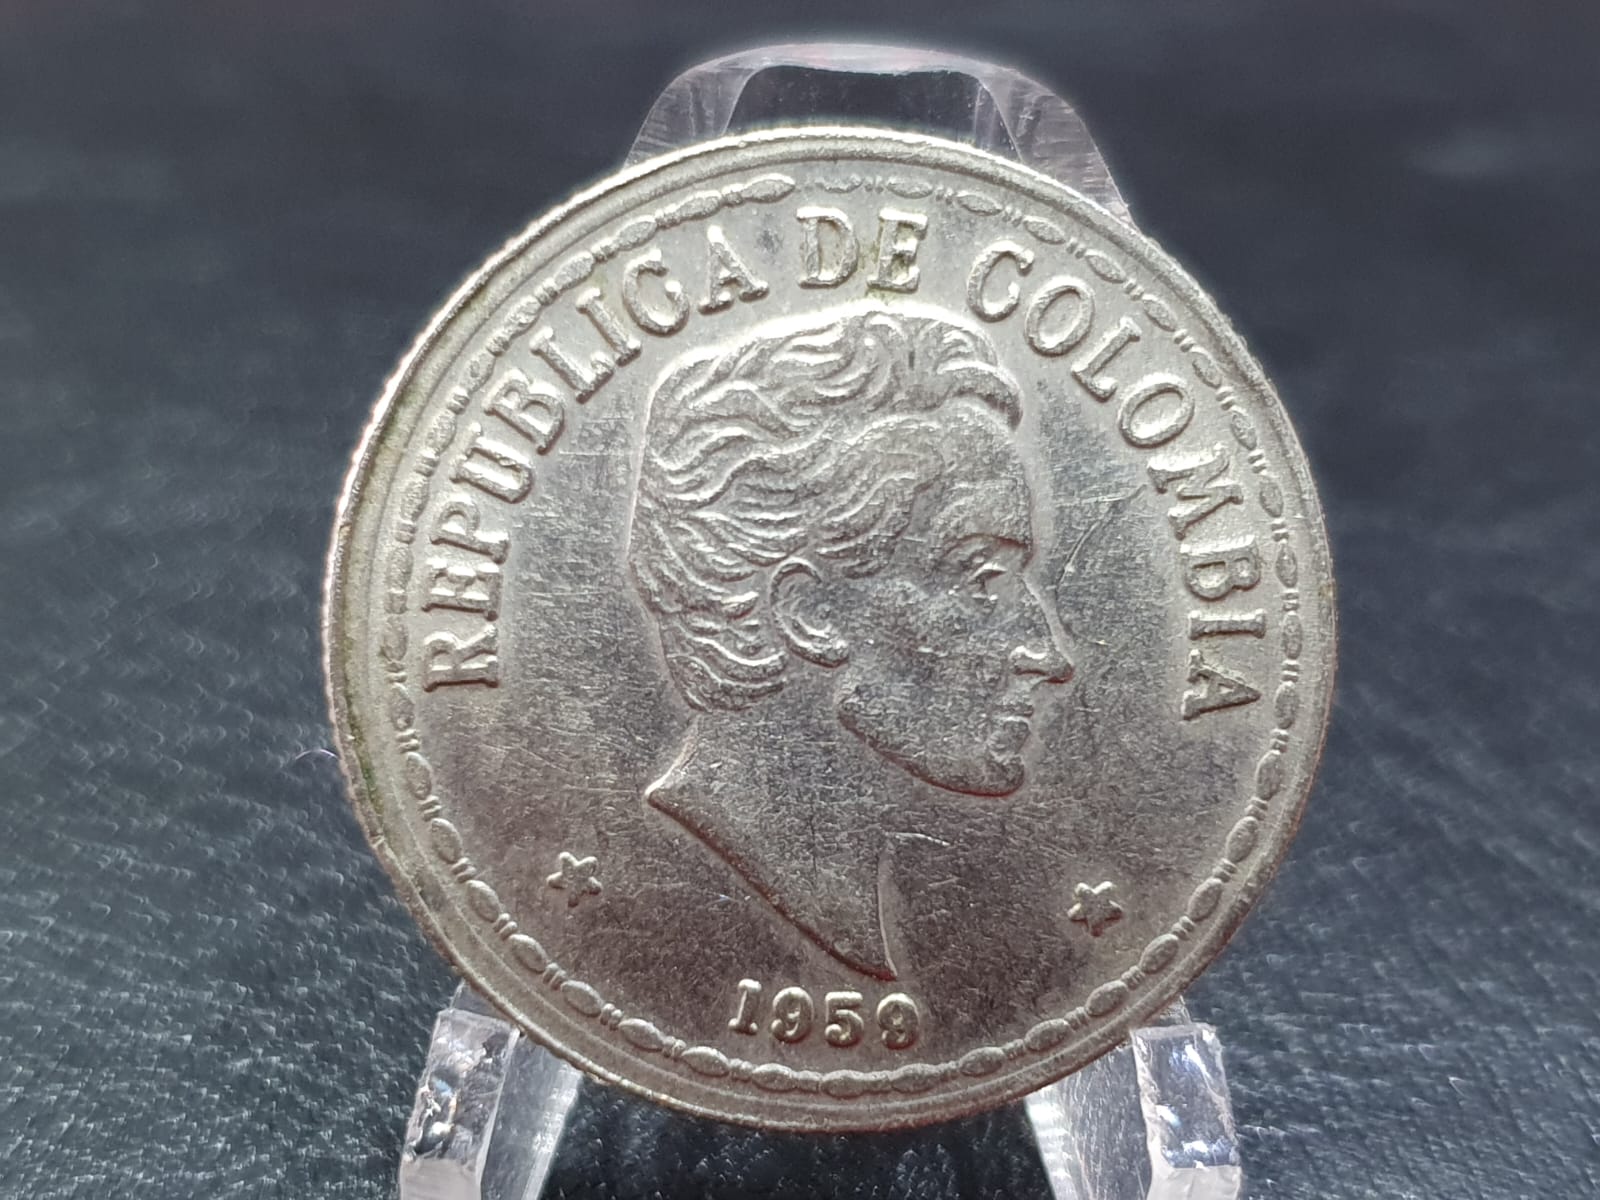 REPUBLICA DE COLOMBIA
1959